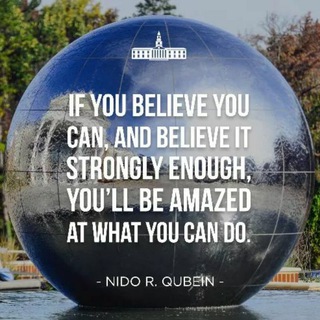 IF YOU BELIEVE YOU
CAN, AND BELIEVE IT
STRONGLY ENOUGH,
YOU'LL BE AMAZED
AT WHAT YOU CAN DO.
- NIDO R. QUBEIN -